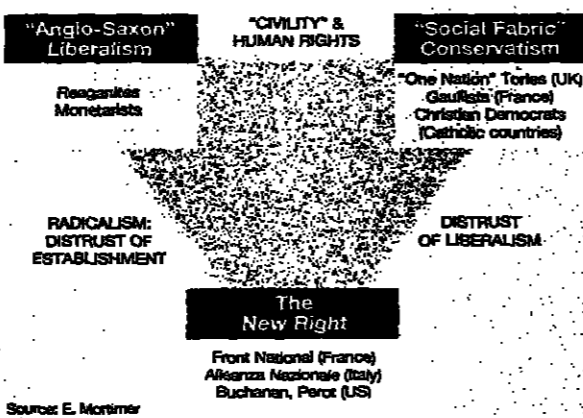 "Anglo-Saxon"
Liberalism
"CIVILITY" &
HUMAN RIGHTS
"Social Fabric"
Conservatism
Reaganites
Monetarists
"One Nation" Tories (UK)
Gaullists (France)
Christian Democrats
(Catholic countries)
RADICALISM:
DISTRUST OF
ESTABLISHMENT
DISTRUST
OF LIBERALISM
The
New Right
Front National (France)
Alleanza Nazionale (Italy)
Buchanan, Perot (US)
Source: E. Mortimer